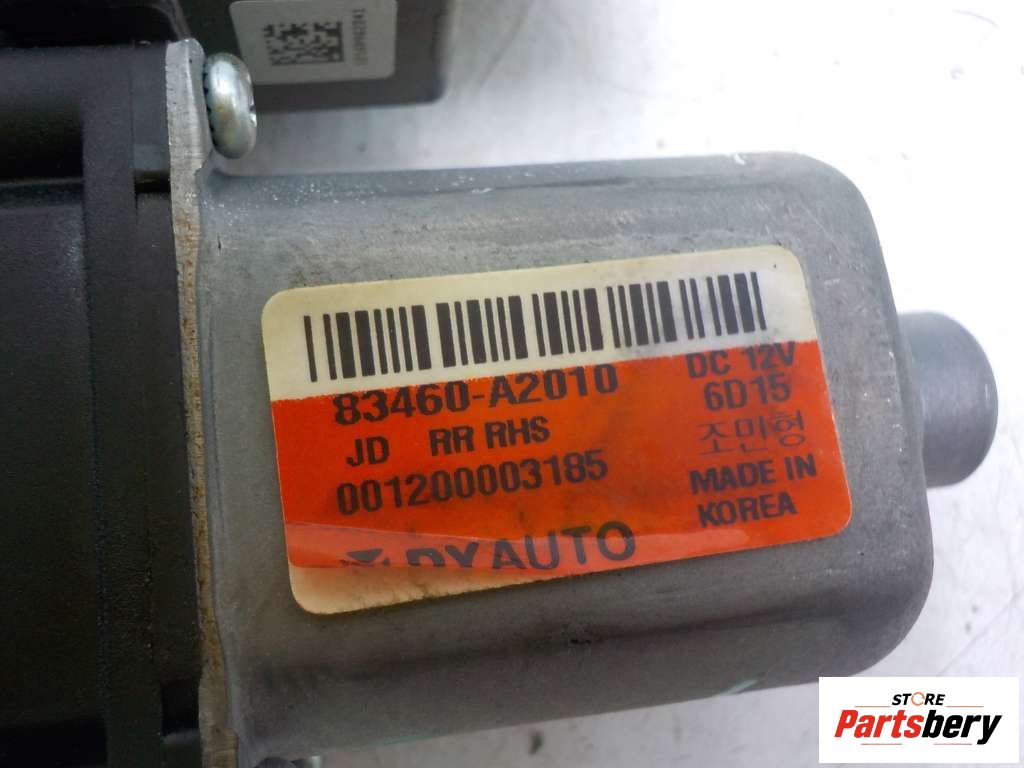 83460-A2010
DC 12V
JD RR RHS
6D15
조민형
001200003185
MADE IN
KOREA
DYAUTO
STORE
Partsbery